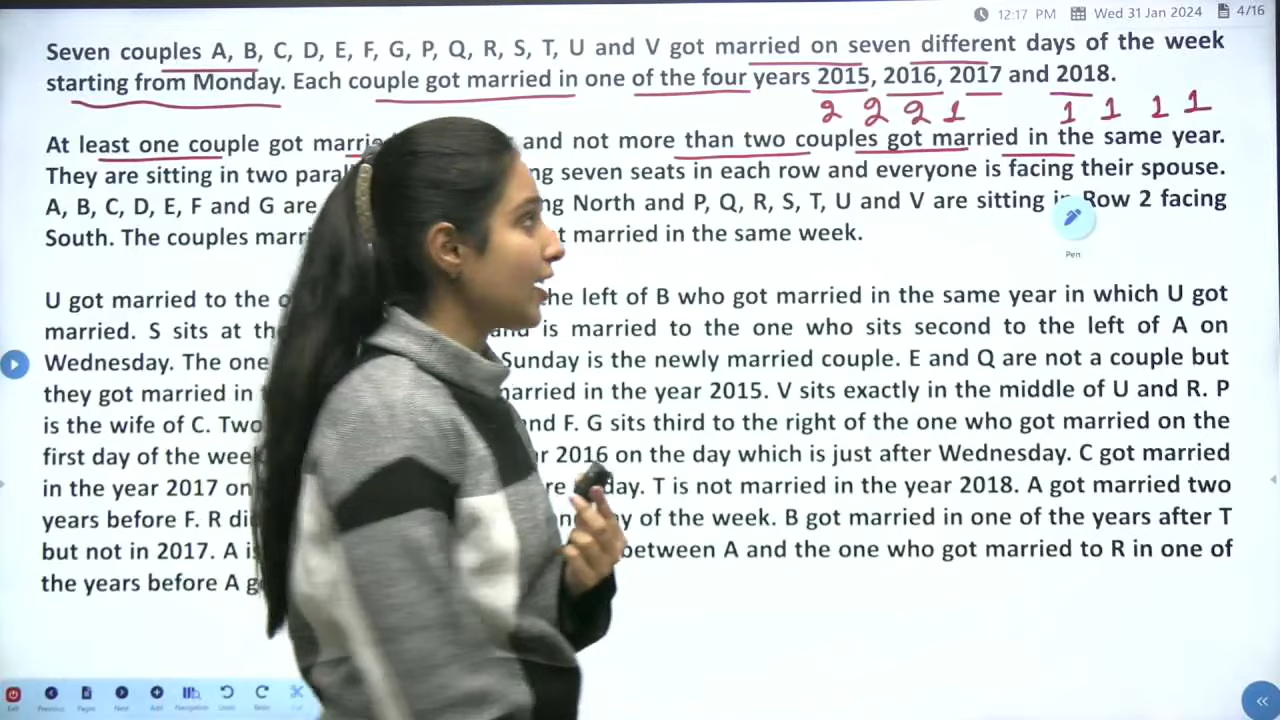 12:17 PM Wed 31 Jan 2024 4/16
Seven couples A, B, C, D, E, F, G, P, Q, R, S, T, U and V got married on seven different days of the week
starting from Monday. Each couple got married in one of the four years 2015, 2016, 2017 and 2018.
2 2 2 1 1 1 1 1
At least one couple got and not more than two couples got married in the same year.
They are sitting in two seven seats in each row and everyone is facing their spouse.
A, B, C, D, E, F and G are North and P, Q, R, S, T, U and V are sitting in Row 2 facing
Pen
South. The couples married in the same week.
U got married to the the left of B who got married in the same year in which U got
married. S sits at is married to the one who sits second to the left of A on
Wednesday. The one Sunday is the newly married couple. E and Q are not a couple but
they got married in married in the year 2015. V sits exactly in the middle of U and R. P
is the wife of C. Two and F. G sits third to the right of the one who got married on the
first day of the 2016 on the day which is just after Wednesday. C got married
in the year 2017 on day. T is not married in the year 2018. A got married two
years before F. R of the week. B got married in one of the years after T
but not in 2017. A between A and the one who got married to R in one of
the years before A
Exit Previous Pages Next Add Navigation Undo Redo